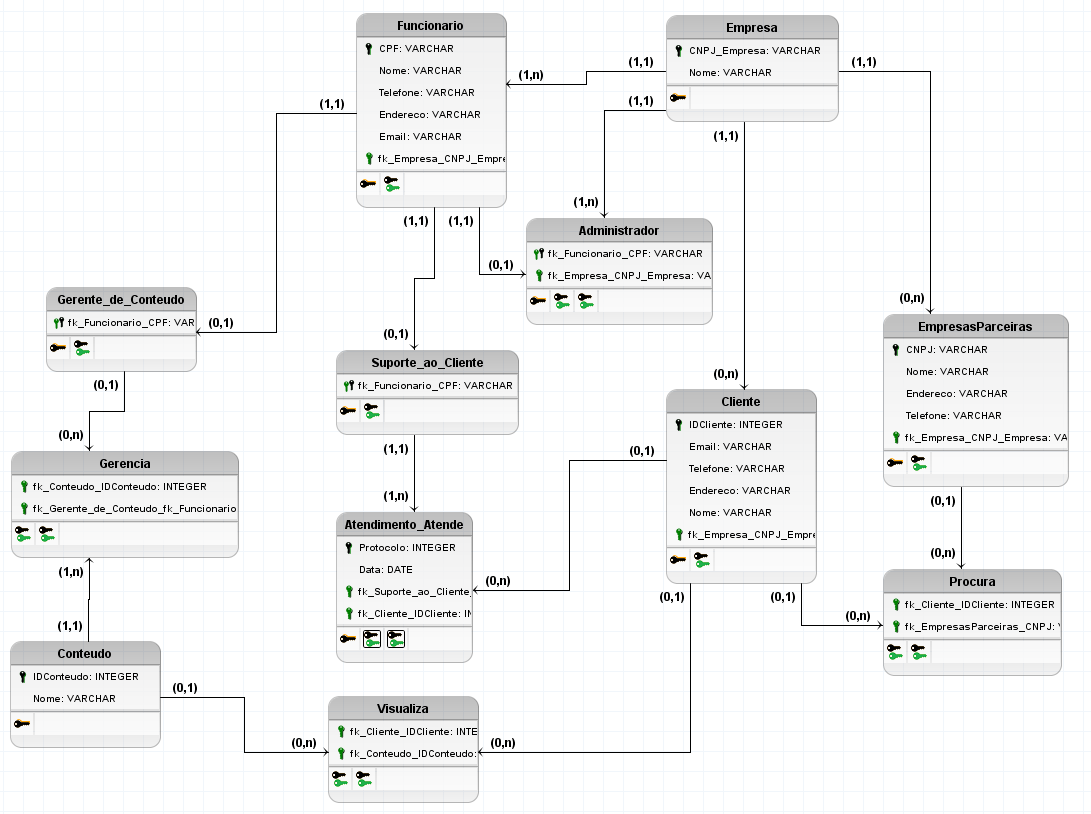 Funcionario
CPF: VARCHAR
Nome: VARCHAR
Telefone: VARCHAR
Endereco: VARCHAR
Email: VARCHAR
fk_Empresa_CNPJ_Empre
Empresa
CNPJ_Empresa: VARCHAR
Nome: VARCHAR
(1,1)
(1,n)
(1,1)
(1,1)
(1,1)
(1,1)
(1,n)
(1,1)
(1,1)
(0,1)
Administrador
fk_Funcionario_CPF: VARCHAR
fk_Empresa_CNPJ_Empresa: VA
Gerente_de_Conteudo
fk_Funcionario_CPF: VAR
(0,1)
(0,1)
(0,n)
(0,1)
Suporte_ao_Cliente
fk_Funcionario_CPF: VARCHAR
(0,n)
EmpresasParceiras
CNPJ: VARCHAR
Nome: VARCHAR
Endereco: VARCHAR
Telefone: VARCHAR
fk_Empresa_CNPJ_Empresa: VA
(0,n)
Cliente
IDCliente: INTEGER
Email: VARCHAR
Telefone: VARCHAR
Endereco: VARCHAR
Nome: VARCHAR
fk_Empresa_CNPJ_Empre
Gerencia
fk_Conteudo_IDConteudo: INTEGER
fk_Gerente_de_Conteudo_fk_Funcionario
(1,1)
(1,n)
(0,1)
(0,n)
Atendimento_Atende
Protocolo: INTEGER
Data: DATE
fk_Suporte_ao_Cliente_
fk_Cliente_IDCliente: IN
(0,1)
(0,n)
(0,1)
(0,1)
(0,n)
Procura
fk_Cliente_IDCliente: INTEGER
fk_EmpresasParceiras_CNPJ: V
(1,n)
(1,1)
Conteudo
IDConteudo: INTEGER
Nome: VARCHAR
(0,1)
(0,n)
Visualiza
fk_Cliente_IDCliente: INTE
fk_Conteudo_IDConteudo:
(0,n)